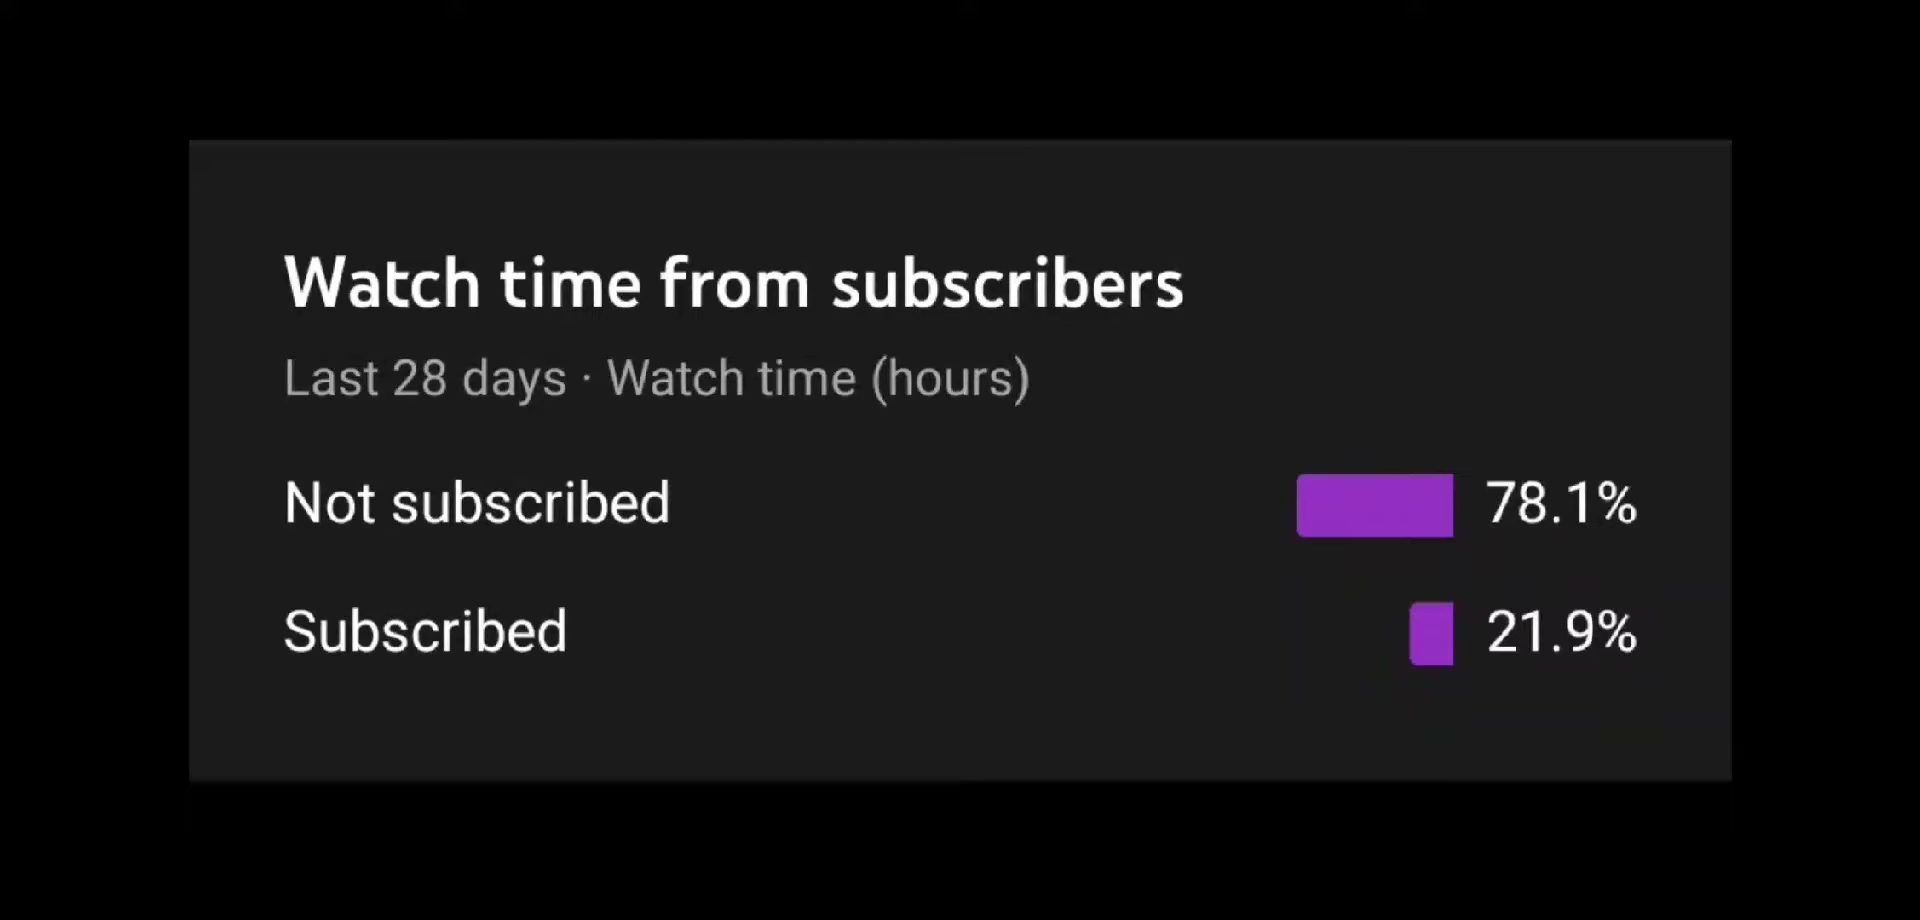 Watch time from subscribers
Last 28 days · Watch time (hours)
Not subscribed 78.1%
Subscribed 21.9%